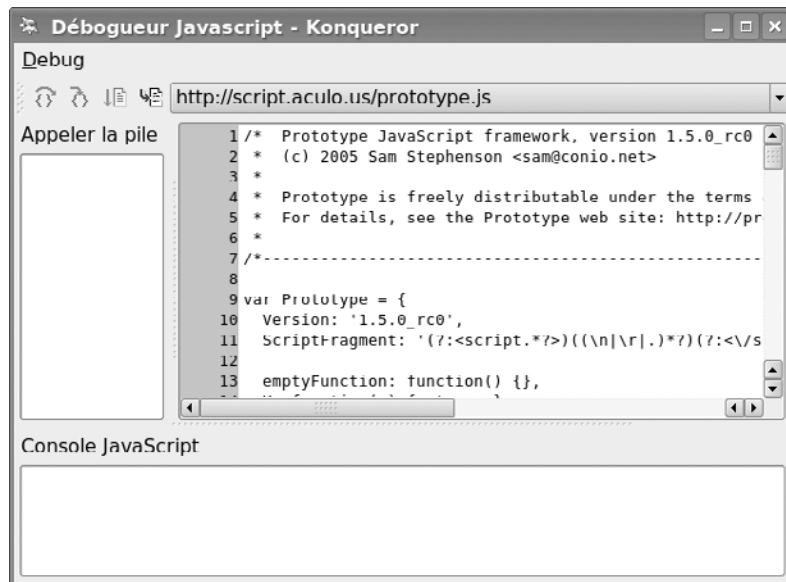 Débogueur Javascript - Konqueror
Debug
http://script.aculo.us/prototype.js
Appeler la pile
1 /*  Prototype JavaScript framework, version 1.5.0_rc0
2  *  (c) 2005 Sam Stephenson <sam@conio.net>
3  *
4  *  Prototype is freely distributable under the terms
5  *  For details, see the Prototype web site: http://pr
6  *
7 /*----------------------------------------------------
8
9 var Prototype = {
10   Version: '1.5.0_rc0',
11   ScriptFragment: '(?:<script.*?>)((\n|\r|.)*?)(?:<\/s
12
13   emptyFunction: function() {},
Console JavaScript